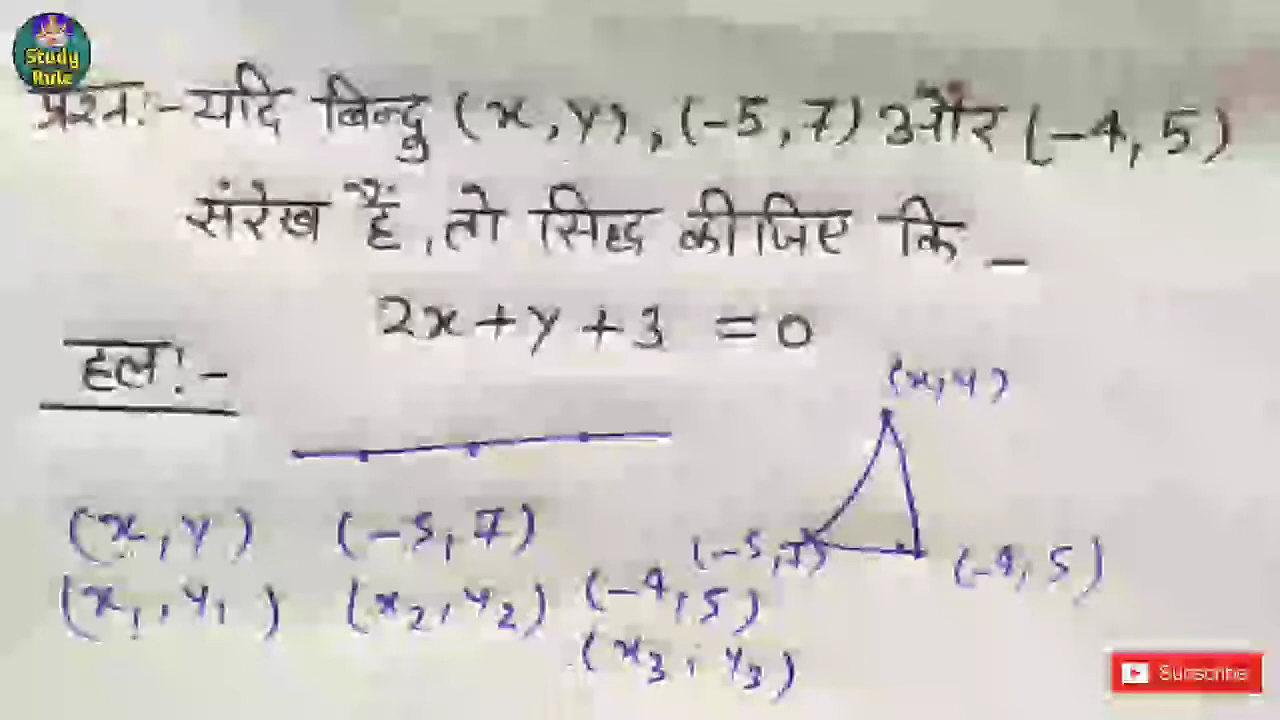 Study
Rule
प्रश्न:- यदि बिन्दु (x, y), (-5, 7) और (-4, 5)
संरेख हैं, तो सिद्ध कीजिए कि -
2x + y + 3 = 0
हल:-
(x, y)
(x, y) (-5, 7)
(-5, 7) (-4, 5)
(x₁, y₁) (x₂, y₂) (-4, 5)
(x₃, y₃)
Subscribe